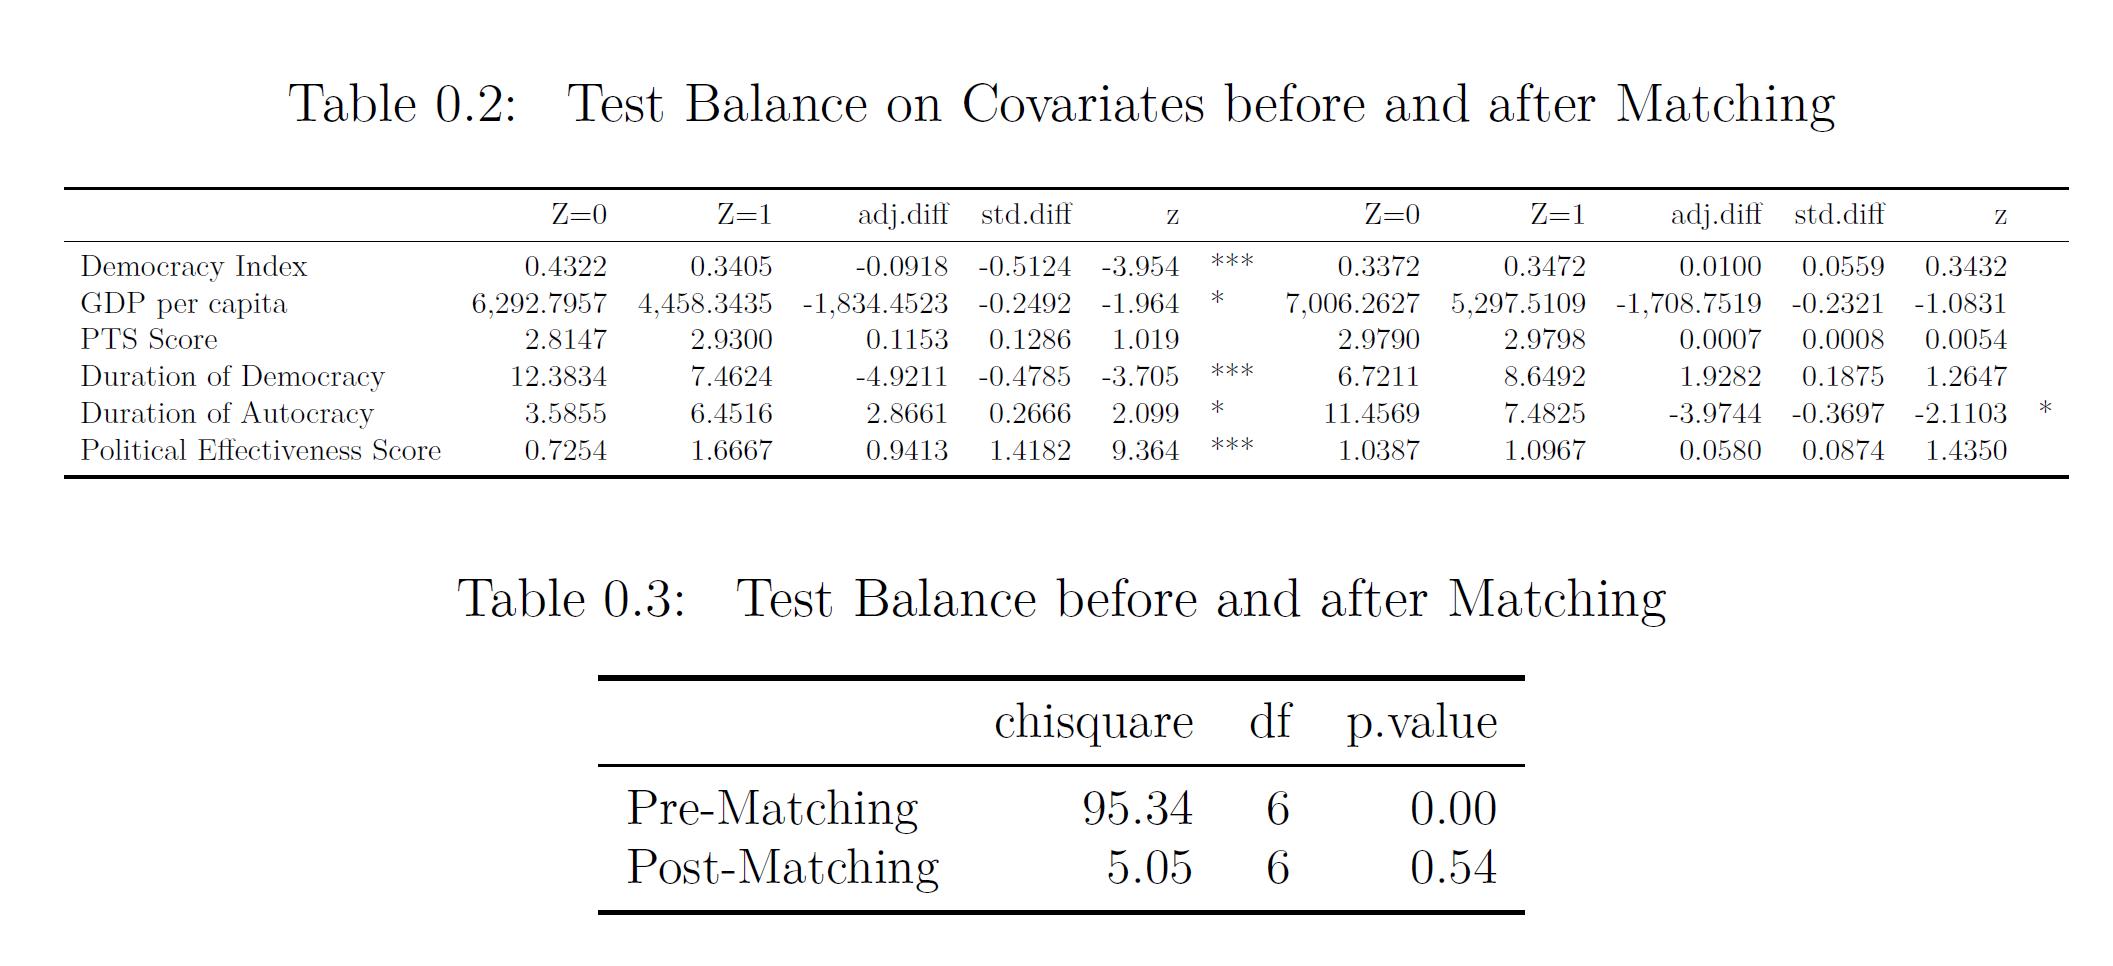 Table 0.2: Test Balance on Covariates before and after Matching
Z=0 Z=1 adj.diff std.diff z Z=0 Z=1 adj.diff std.diff z
Democracy Index 0.4322 0.3405 -0.0918 -0.5124 -3.954 *** 0.3372 0.3472 0.0100 0.0559 0.3432
GDP per capita 6,292.7957 4,458.3435 -1,834.4523 -0.2492 -1.964 * 7,006.2627 5,297.5109 -1,708.7519 -0.2321 -1.0831
PTS Score 2.8147 2.9300 0.1153 0.1286 1.019 2.9790 2.9798 0.0007 0.0008 0.0054
Duration of Democracy 12.3834 7.4624 -4.9211 -0.4785 -3.705 *** 6.7211 8.6492 1.9282 0.1875 1.2647
Duration of Autocracy 3.5855 6.4516 2.8661 0.2666 2.099 * 11.4569 7.4825 -3.9744 -0.3697 -2.1103 *
Political Effectiveness Score 0.7254 1.6667 0.9413 1.4182 9.364 *** 1.0387 1.0967 0.0580 0.0874 1.4350
Table 0.3: Test Balance before and after Matching
chisquare df p.value
Pre-Matching 95.34 6 0.00
Post-Matching 5.05 6 0.54